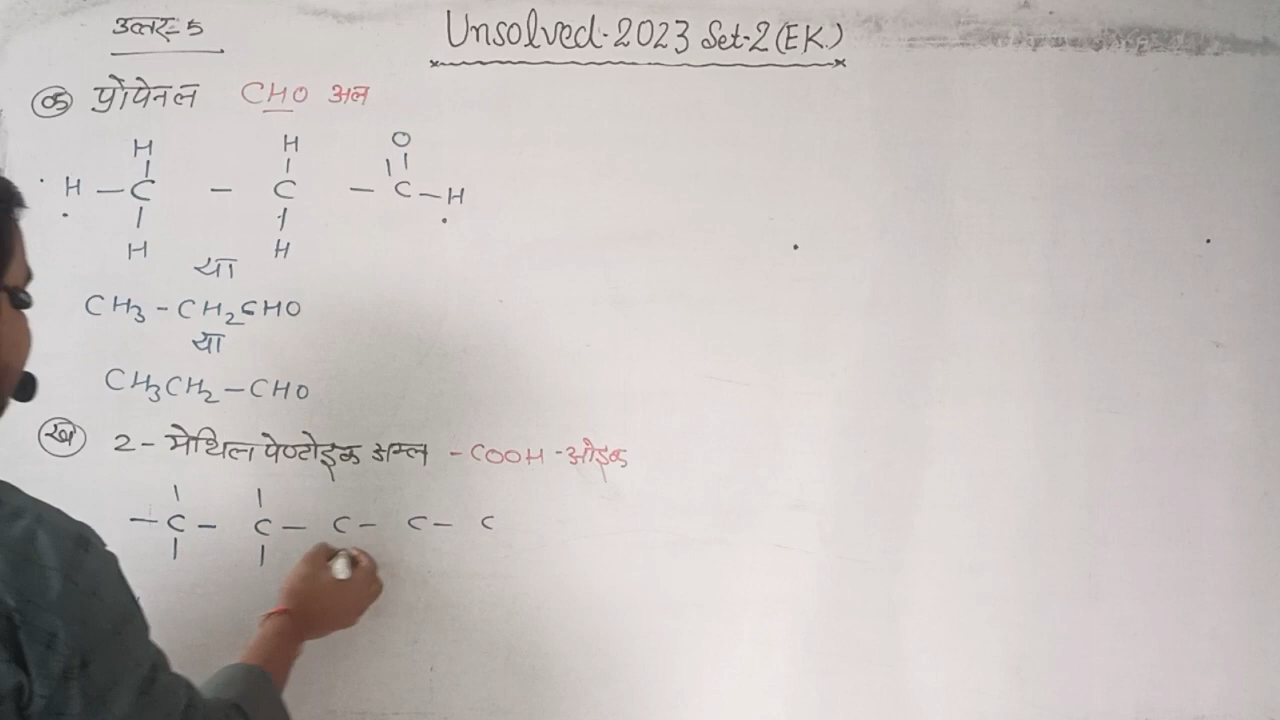 उत्तर-5
Unsolved-2023 Set-2 (EK.)
क प्रोपेनल CHO अल
H H O
H — C — C — C — H
H H
या
CH3 - CH2CHO
या
CH3CH2 - CHO
ख 2 - मेथिल पेण्टोइक अम्ल - COOH - ओइक
— C — C — C — C — C